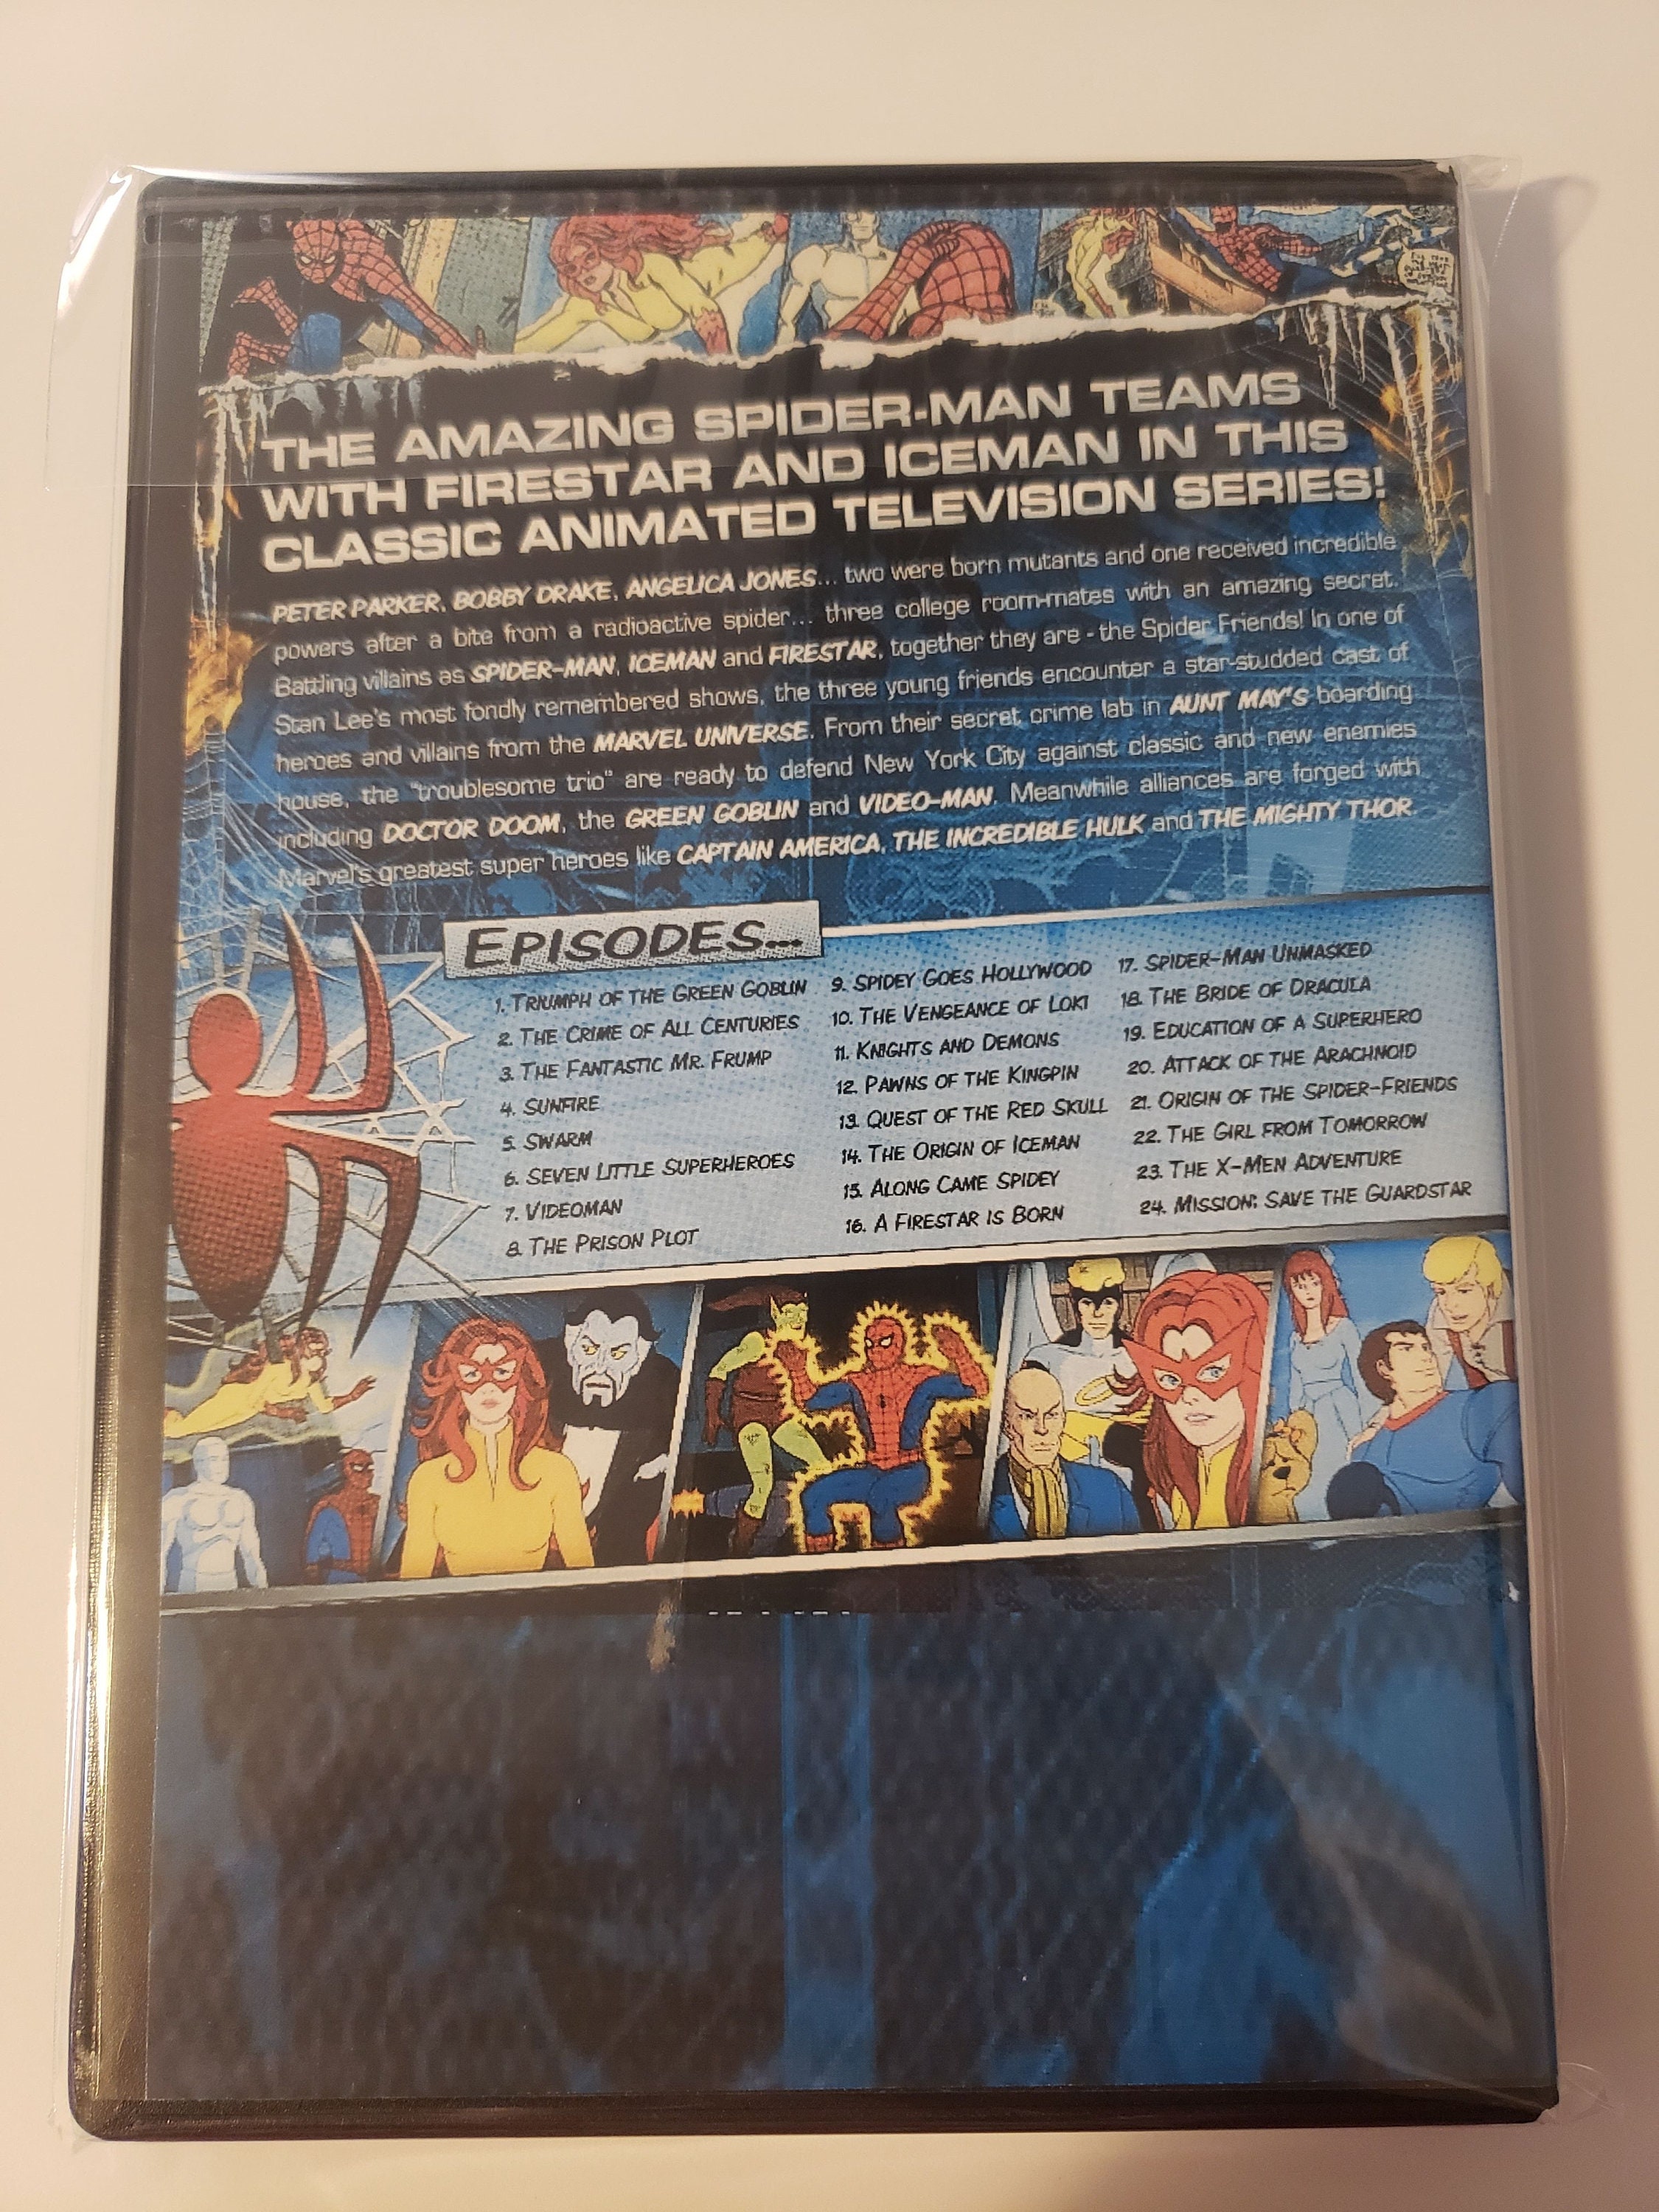 THE AMAZING SPIDER-MAN TEAMS
WITH FIRESTAR AND ICEMAN IN THIS
CLASSIC ANIMATED TELEVISION SERIES!
PETER PARKER, BOBBY DRAKE, ANGELICA JONES... two were born mutants and one received incredible
powers after a bite from a radioactive spider... three college room-mates with an amazing secret.
Battling villains as SPIDER-MAN, ICEMAN and FIRESTAR, together they are - the Spider Friends! In one of
Stan Lee's most fondly remembered shows, the three young friends encounter a star-studded cast of
heroes and villains from the MARVEL UNIVERSE. From their secret crime lab in AUNT MAY'S boarding
house, the "troublesome trio" are ready to defend New York City against classic and new enemies
including DOCTOR DOOM, the GREEN GOBLIN and VIDEO-MAN. Meanwhile alliances are forged with
Marvel's greatest super heroes like CAPTAIN AMERICA, THE INCREDIBLE HULK and THE MIGHTY THOR.
EPISODES...
1. TRIUMPH OF THE GREEN GOBLIN
2. THE CRIME OF ALL CENTURIES
3. THE FANTASTIC MR. FRUMP
4. SUNFIRE
5. SWARM
6. SEVEN LITTLE SUPERHEROES
7. VIDEOMAN
8. THE PRISON PLOT
9. SPIDEY GOES HOLLYWOOD
10. THE VENGEANCE OF LOKI
11. KNIGHTS AND DEMONS
12. PAWNS OF THE KINGPIN
13. QUEST OF THE RED SKULL
14. THE ORIGIN OF ICEMAN
15. ALONG CAME SPIDEY
16. A FIRESTAR IS BORN
17. SPIDER-MAN UNMASKED
18. THE BRIDE OF DRACULA
19. EDUCATION OF A SUPERHERO
20. ATTACK OF THE ARACHNOID
21. ORIGIN OF THE SPIDER-FRIENDS
22. THE GIRL FROM TOMORROW
23. THE X-MEN ADVENTURE
24. MISSION: SAVE THE GUARDSTAR